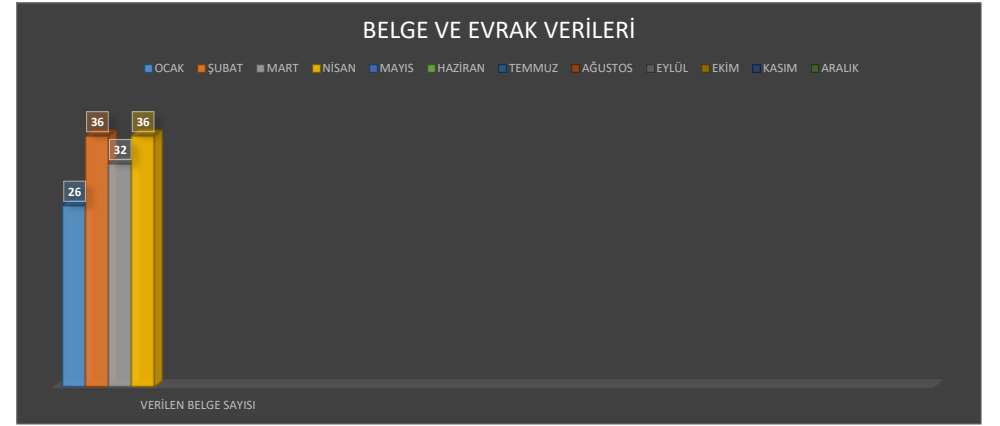 BELGE VE EVRAK VERİLERİ
OCAK ŞUBAT MART NİSAN MAYIS HAZİRAN TEMMUZ AĞUSTOS EYLÜL EKİM KASIM ARALIK
36 36
32
26
VERİLEN BELGE SAYISI